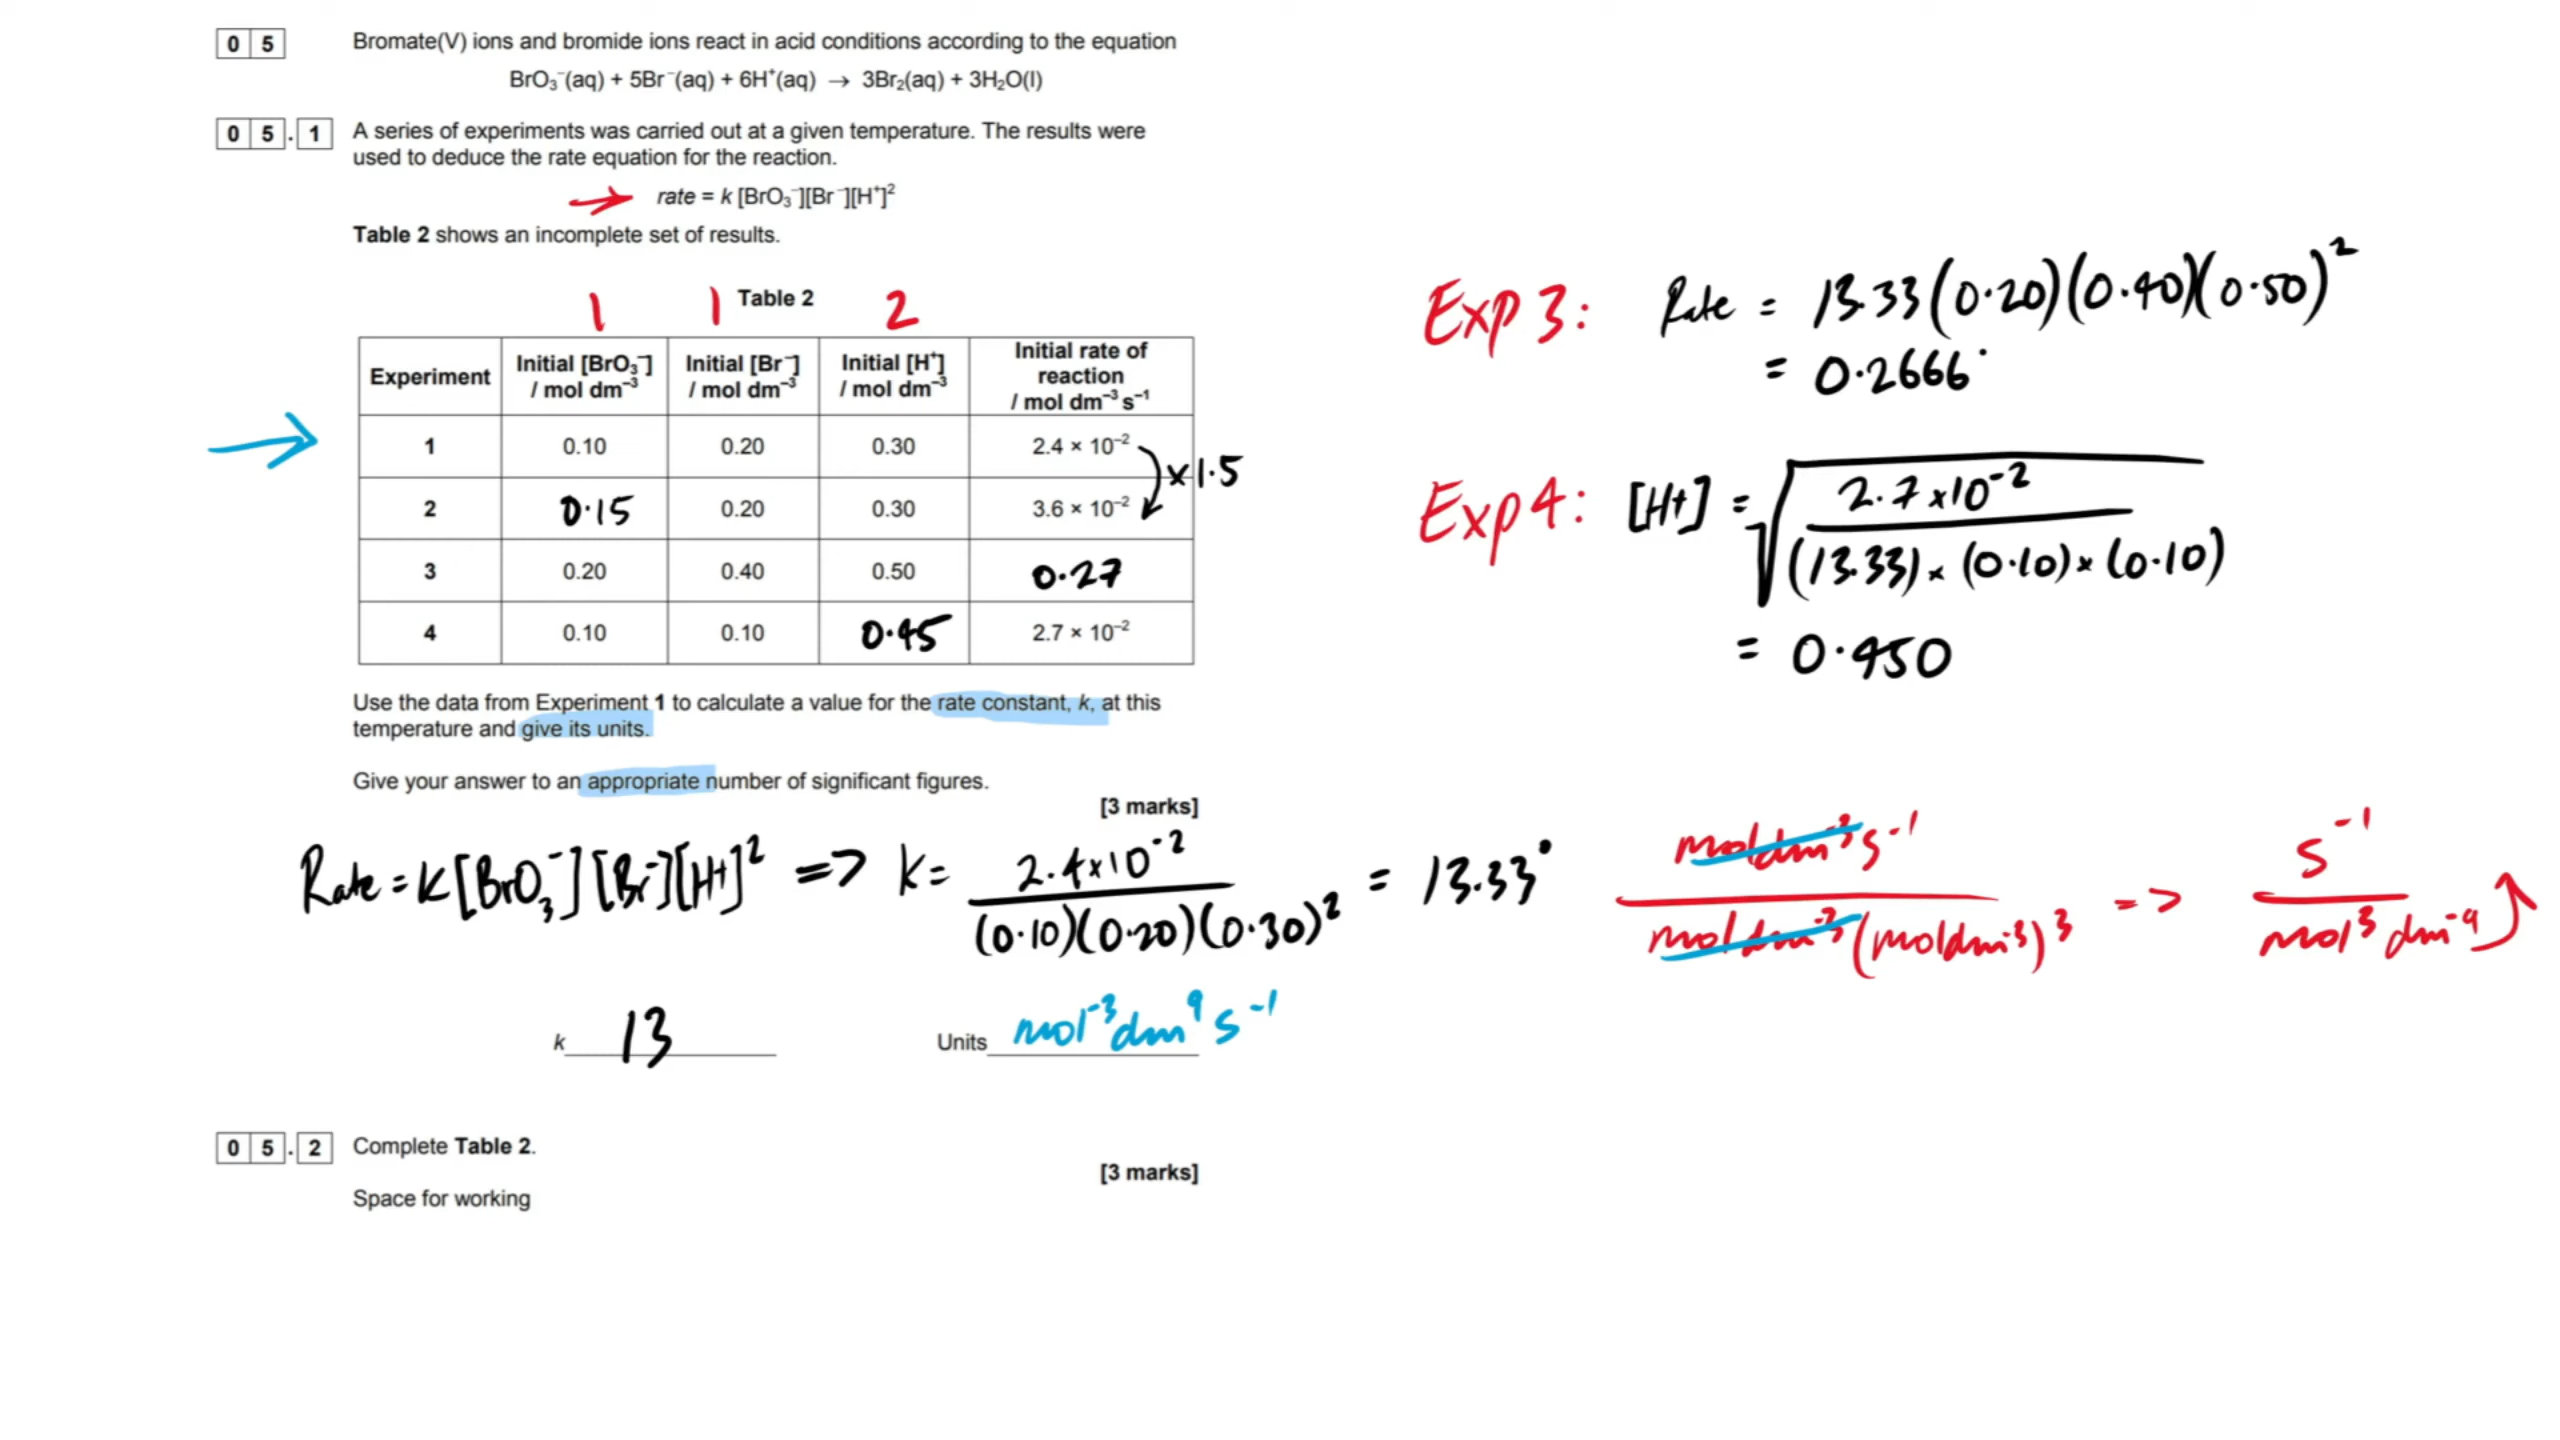 05 Bromate(V) ions and bromide ions react in acid conditions according to the equation
BrO₃⁻(aq) + 5Br⁻(aq) + 6H⁺(aq) → 3Br₂(aq) + 3H₂O(l)
05.1 A series of experiments was carried out at a given temperature. The results were
used to deduce the rate equation for the reaction.
→ rate = k [BrO₃⁻][Br⁻][H⁺]²
Table 2 shows an incomplete set of results.
1 1 Table 2 2
Experiment | Initial [BrO₃⁻] / mol dm⁻³ | Initial [Br⁻] / mol dm⁻³ | Initial [H⁺] / mol dm⁻³ | Initial rate of reaction / mol dm⁻³ s⁻¹
1 | 0.10 | 0.20 | 0.30 | 2.4 × 10⁻²
×1.5
2 | 0.15 | 0.20 | 0.30 | 3.6 × 10⁻²
3 | 0.20 | 0.40 | 0.50 | 0.27
4 | 0.10 | 0.10 | 0.45 | 2.7 × 10⁻²
Exp 3: Rate = 13.33(0.20)(0.40)(0.50)²
= 0.2666˙
Exp 4: [H+] = √(2.7×10⁻² / (13.33)×(0.10)×(0.10))
= 0.450
Use the data from Experiment 1 to calculate a value for the rate constant, k, at this
temperature and give its units.
Give your answer to an appropriate number of significant figures.
[3 marks]
Rate = K[BrO₃⁻][Br⁻][H+]² => K = 2.4×10⁻² / (0.10)(0.20)(0.30)² = 13.33˙
moldm⁻³s⁻¹ / moldm⁻³(moldm⁻³)³ => s⁻¹ / mol³dm⁻⁹
k 13 Units mol⁻³dm⁹s⁻¹
05.2 Complete Table 2.
[3 marks]
Space for working